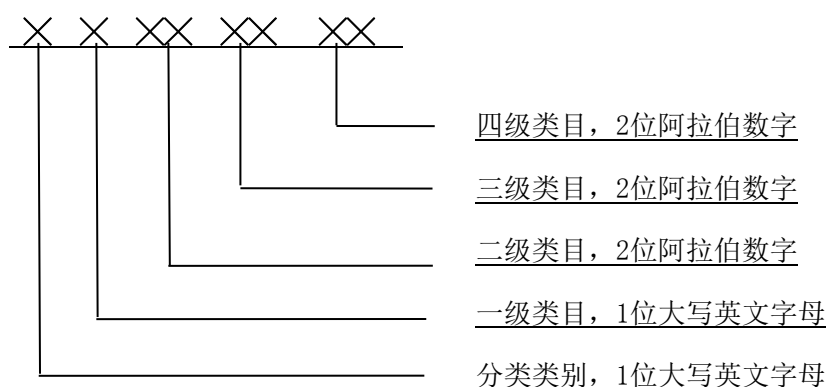 × × ×× ×× ××
四级类目，2位阿拉伯数字
三级类目，2位阿拉伯数字
二级类目，2位阿拉伯数字
一级类目，1位大写英文字母
分类类别，1位大写英文字母